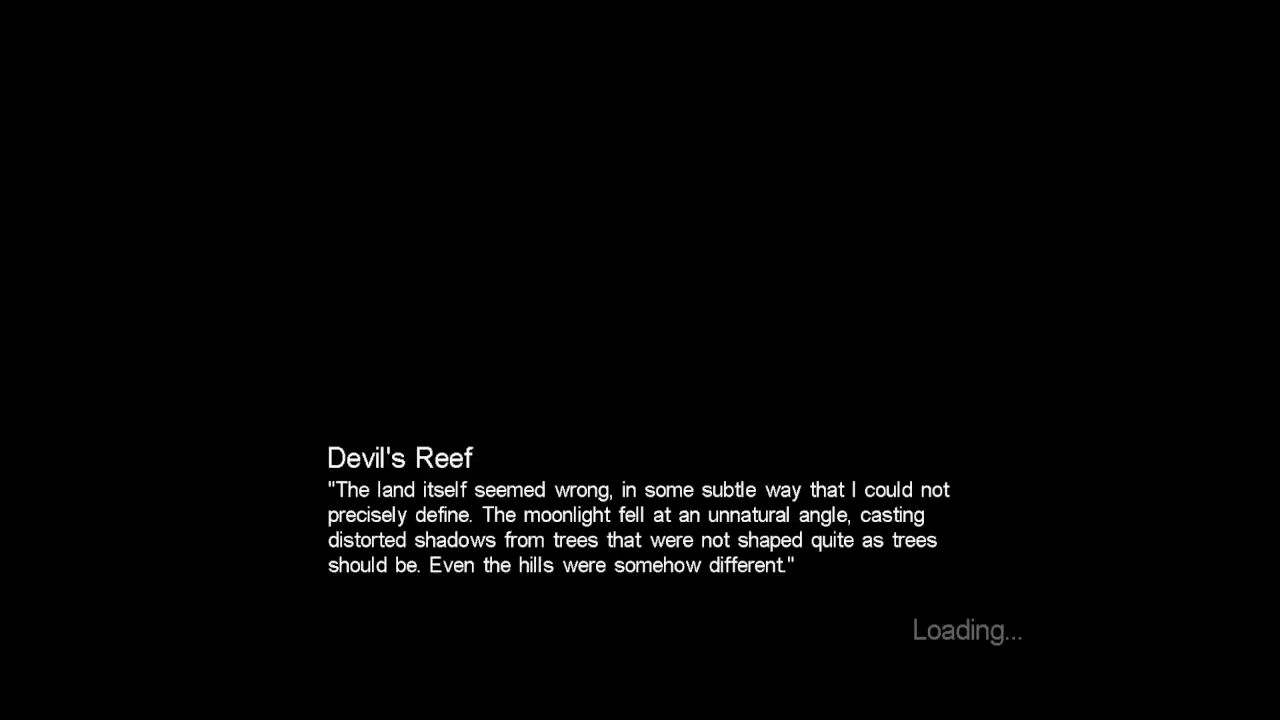 Devil's Reef
"The land itself seemed wrong, in some subtle way that I could not
precisely define. The moonlight fell at an unnatural angle, casting
distorted shadows from trees that were not shaped quite as trees
should be. Even the hills were somehow different."
Loading...